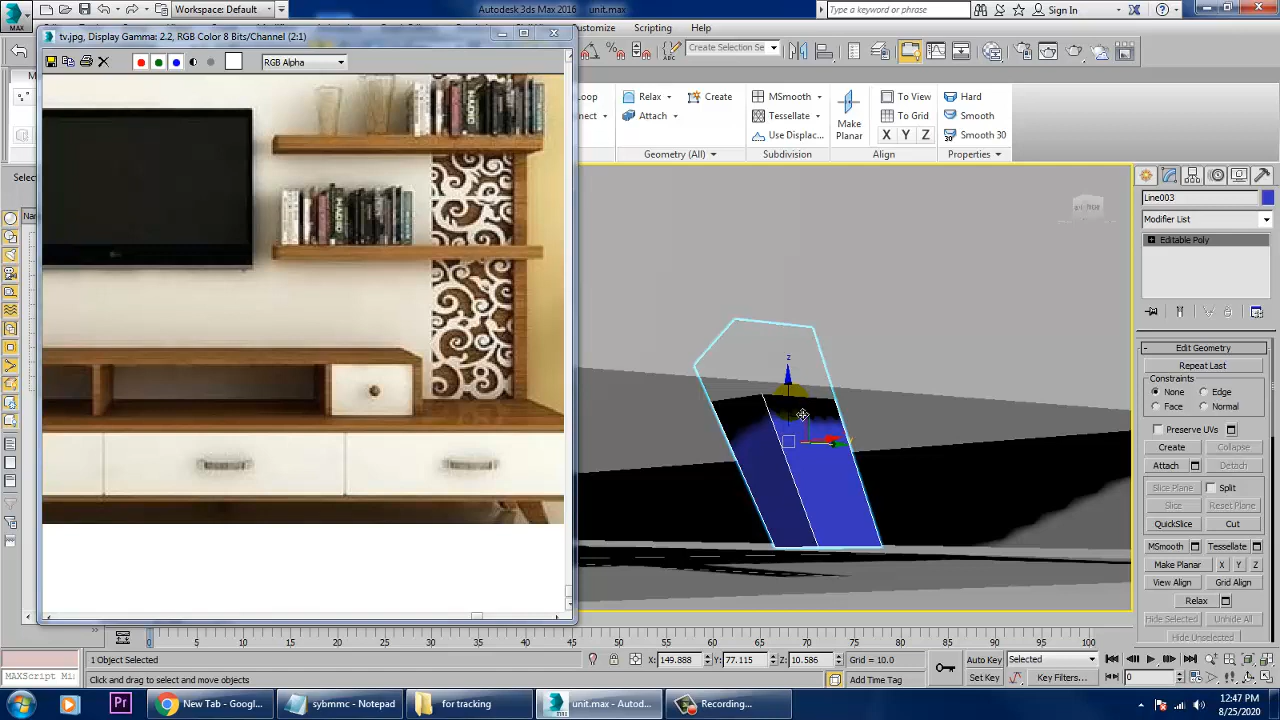 MAX
Workspace: Default
Autodesk 3ds Max 2016
unit.max
Type a keyword or phrase
Sign In
tv.jpg, Display Gamma: 2.2, RGB Color 8 Bits/Channel (2:1)
Customize
Scripting
Help
Create Selection Se
RGB Alpha
Loop
Relax
Create
MSmooth
To View
Hard
Attach
Make Planar
Tessellate
To Grid
Smooth
Use Displac...
X Y Z
Smooth 30
Geometry (All)
Subdivision
Align
Properties
Line003
Modifier List
Editable Poly
z
Edit Geometry
Repeat Last
Constraints
None
Edge
Face
Normal
Preserve UVs
Create
Collapse
Attach
Detach
Slice Plane
Split
Slice
Reset Plane
QuickSlice
Cut
MSmooth
Tessellate
Make Planar
X Y Z
View Align
Grid Align
Relax
Hide Selected
Unhide All
Hide Unselected
0 5 10 15 20 25 30 35 40 45 50 55 60 65 70 75 80 85 90 95 100
1 Object Selected
X: 149.888
Y: 77.115
Z: 10.586
Grid = 10.0
Auto Key
Selected
MAXScript Mi
Click and drag to select and move objects
Add Time Tag
Set Key
Key Filters...
0
New Tab - Googl...
sybmmc - Notepad
for tracking
unit.max - Autod...
Recording...
12:47 PM
8/25/2020